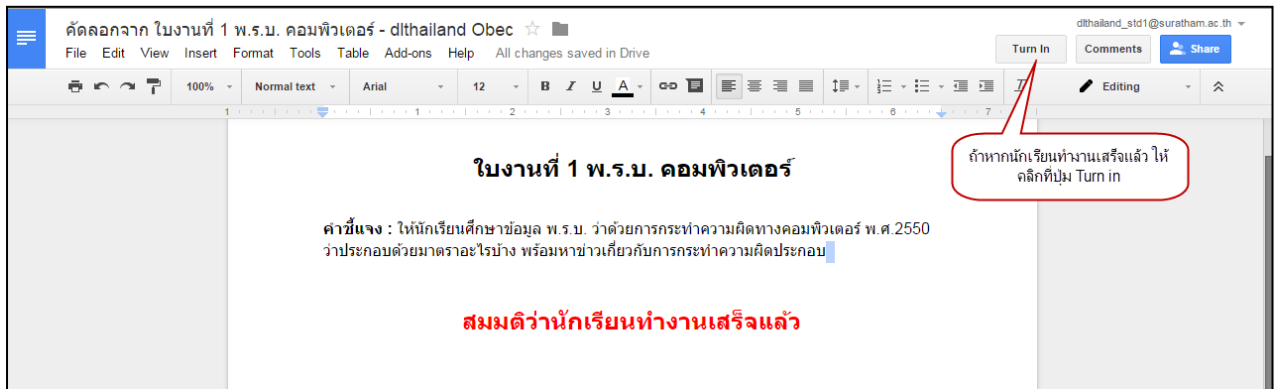 คัดลอกจาก ใบงานที่ 1 พ.ร.บ. คอมพิวเตอร์ - dlthailand Obec
dlthailand_std1@suratham.ac.th
File Edit View Insert Format Tools Table Add-ons Help All changes saved in Drive
Turn In Comments Share
100% Normal text Arial 12 B I U A Editing
1 1 2 3 4 5 6 7
ถ้าหากนักเรียนทำงานเสร็จแล้ว ให้
คลิกที่ปุ่ม Turn in
ใบงานที่ 1 พ.ร.บ. คอมพิวเตอร์
คำชี้แจง : ให้นักเรียนศึกษาข้อมูล พ.ร.บ. ว่าด้วยการกระทำความผิดทางคอมพิวเตอร์ พ.ศ.2550
ว่าประกอบด้วยมาตราอะไรบ้าง พร้อมหาข่าวเกี่ยวกับการกระทำความผิดประกอบ
สมมติว่านักเรียนทำงานเสร็จแล้ว